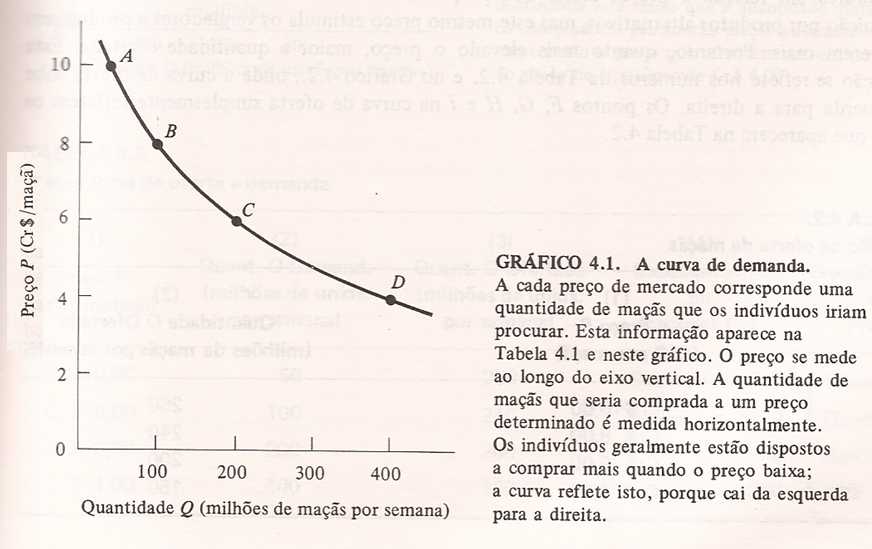 10
8
6
4
2
0
A
B
C
D
Preço P (Cr $/maçã)
100
200
300
400
Quantidade Q (milhões de maçãs por semana)
GRÁFICO 4.1. A curva de demanda.
A cada preço de mercado corresponde uma
quantidade de maçãs que os indivíduos iriam
procurar. Esta informação aparece na
Tabela 4.1 e neste gráfico. O preço se mede
ao longo do eixo vertical. A quantidade de
maçãs que seria comprada a um preço
determinado é medida horizontalmente.
Os indivíduos geralmente estão dispostos
a comprar mais quando o preço baixa;
a curva reflete isto, porque cai da esquerda
para a direita.